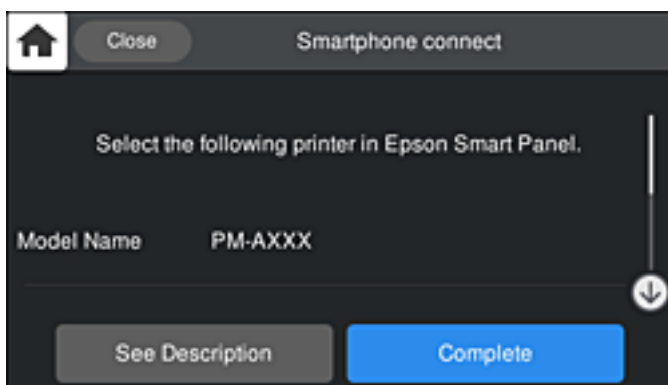 Close
Smartphone connect
Select the following printer in Epson Smart Panel.
Model Name PM-AXXX
See Description
Complete